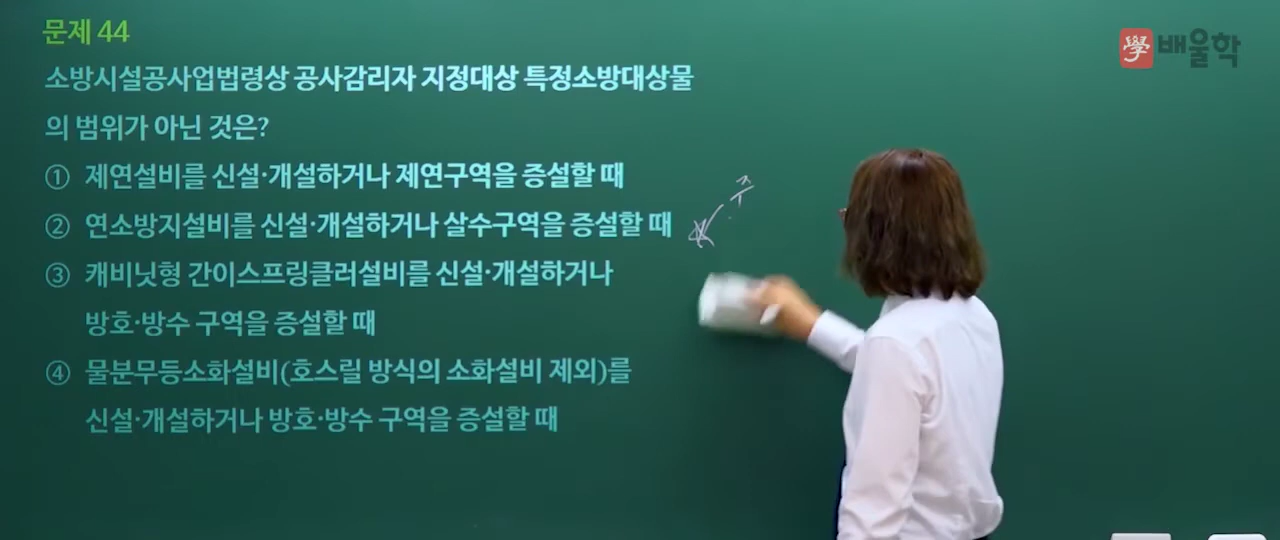 문제 44
學배울학
소방시설공사업법령상 공사감리자 지정대상 특정소방대상물
의 범위가 아닌 것은?
① 제연설비를 신설·개설하거나 제연구역을 증설할 때
② 연소방지설비를 신설·개설하거나 살수구역을 증설할 때
③ 캐비닛형 간이스프링클러설비를 신설·개설하거나
방호·방수 구역을 증설할 때
④ 물분무등소화설비(호스릴 방식의 소화설비 제외)를
신설·개설하거나 방호·방수 구역을 증설할 때